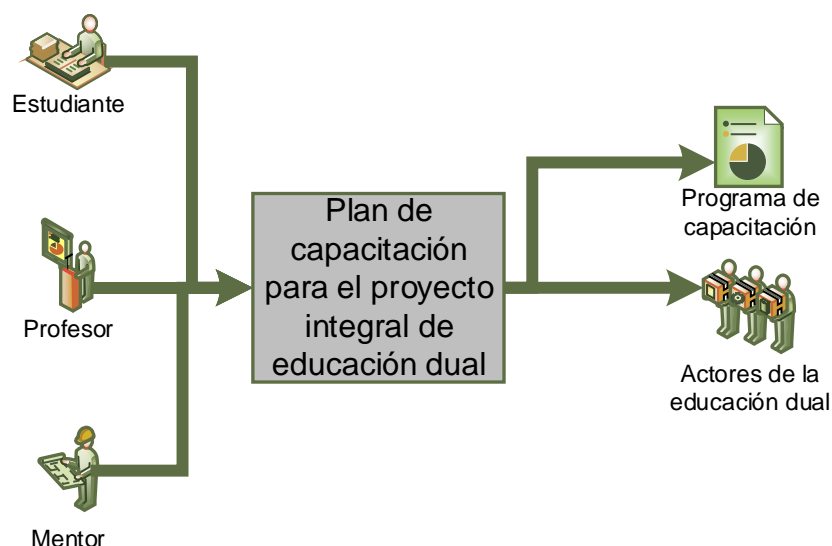 Estudiante
Profesor
Mentor
Plan de
capacitación
para el proyecto
integral de
educación dual
Programa de
capacitación
Actores de la
educación dual